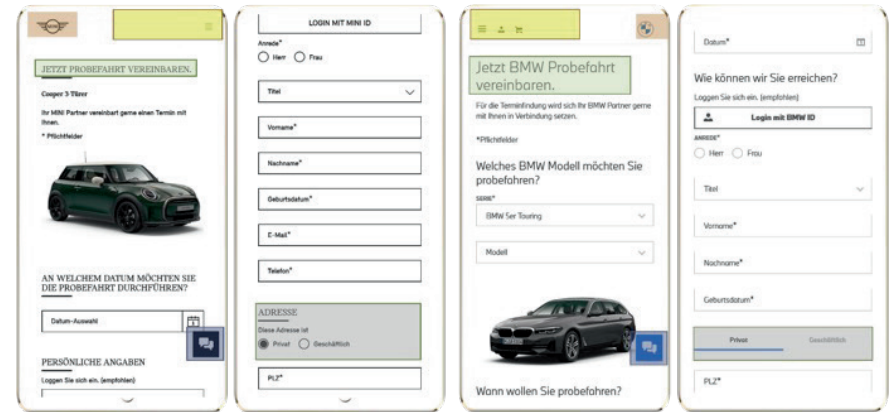 MINI
JETZT PROBEFAHRT VEREINBAREN.
Cooper 3 Türer
Ihr MINI Partner vereinbart gerne einen Termin mit
Ihnen.
* Pflichtfelder
AN WELCHEM DATUM MÖCHTEN SIE
DIE PROBEFAHRT DURCHFÜHREN?
Datum-Auswahl
PERSÖNLICHE ANGABEN
Loggen Sie sich ein. (empfohlen)
LOGIN MIT MINI ID
Anrede*
Herr Frau
Titel
Vorname*
Nachname*
Geburtsdatum*
E-Mail*
Telefon*
ADRESSE
Diese Adresse ist
Privat Geschäftlich
PLZ*
Jetzt BMW Probefahrt
vereinbaren.
Für die Terminfindung wird sich Ihr BMW Partner gerne
mit Ihnen in Verbindung setzen.
*Pflichtfelder
Welches BMW Modell möchten Sie
probefahren?
SERIE*
BMW 5er Touring
Modell
Wann wollen Sie probefahren?
Datum*
Wie können wir Sie erreichen?
Loggen Sie sich ein. (empfohlen)
Login mit BMW ID
ANREDE*
Herr Frau
Titel
Vorname*
Nachname*
Geburtsdatum*
Privat Geschäftlich
PLZ*